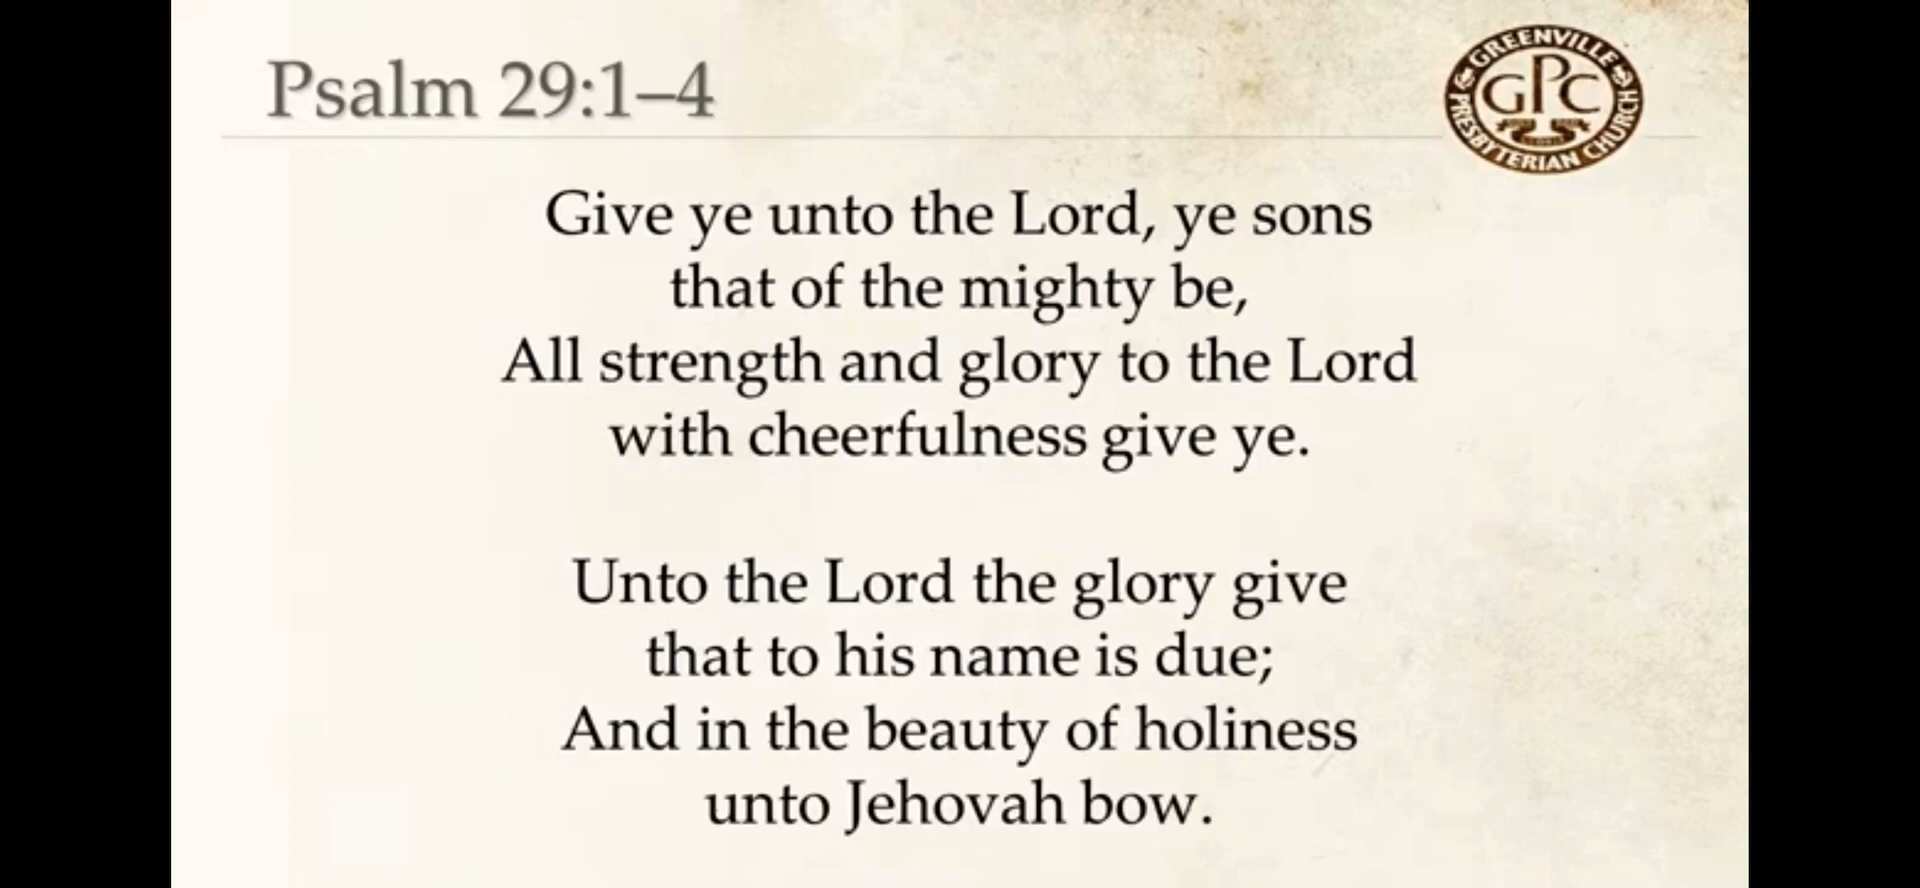 Psalm 29:1–4
GREENVILLE
GPC
PRESBYTERIAN CHURCH
Give ye unto the Lord, ye sons
that of the mighty be,
All strength and glory to the Lord
with cheerfulness give ye.
Unto the Lord the glory give
that to his name is due;
And in the beauty of holiness
unto Jehovah bow.